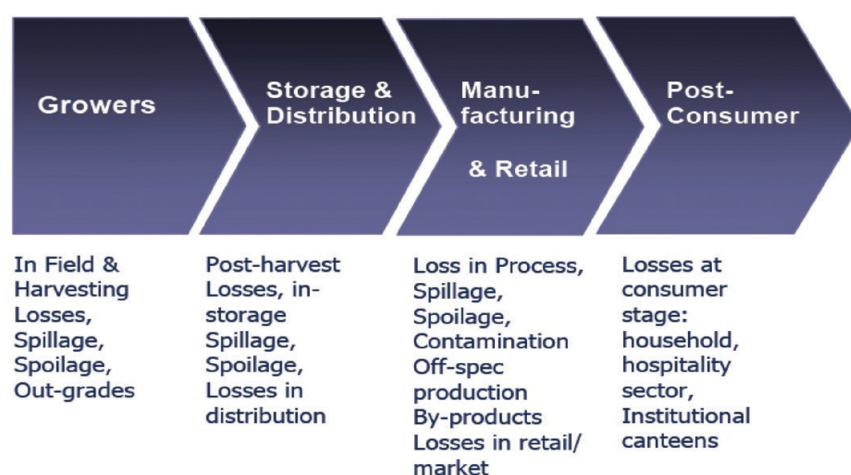 Growers
Storage &
Distribution
Manu-
facturing
& Retail
Post-
Consumer
In Field &
Harvesting
Losses,
Spillage,
Spoilage,
Out-grades
Post-harvest
Losses, in-
storage
Spillage,
Spoilage,
Losses in
distribution
Loss in Process,
Spillage,
Spoilage,
Contamination
Off-spec
production
By-products
Losses in retail/
market
Losses at
consumer
stage:
household,
hospitality
sector,
Institutional
canteens